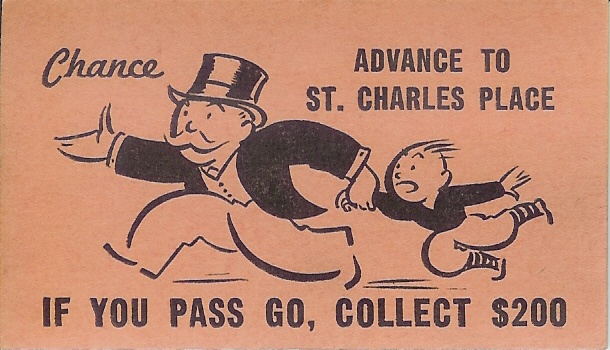 Chance
ADVANCE TO
ST. CHARLES PLACE
IF YOU PASS GO, COLLECT $200